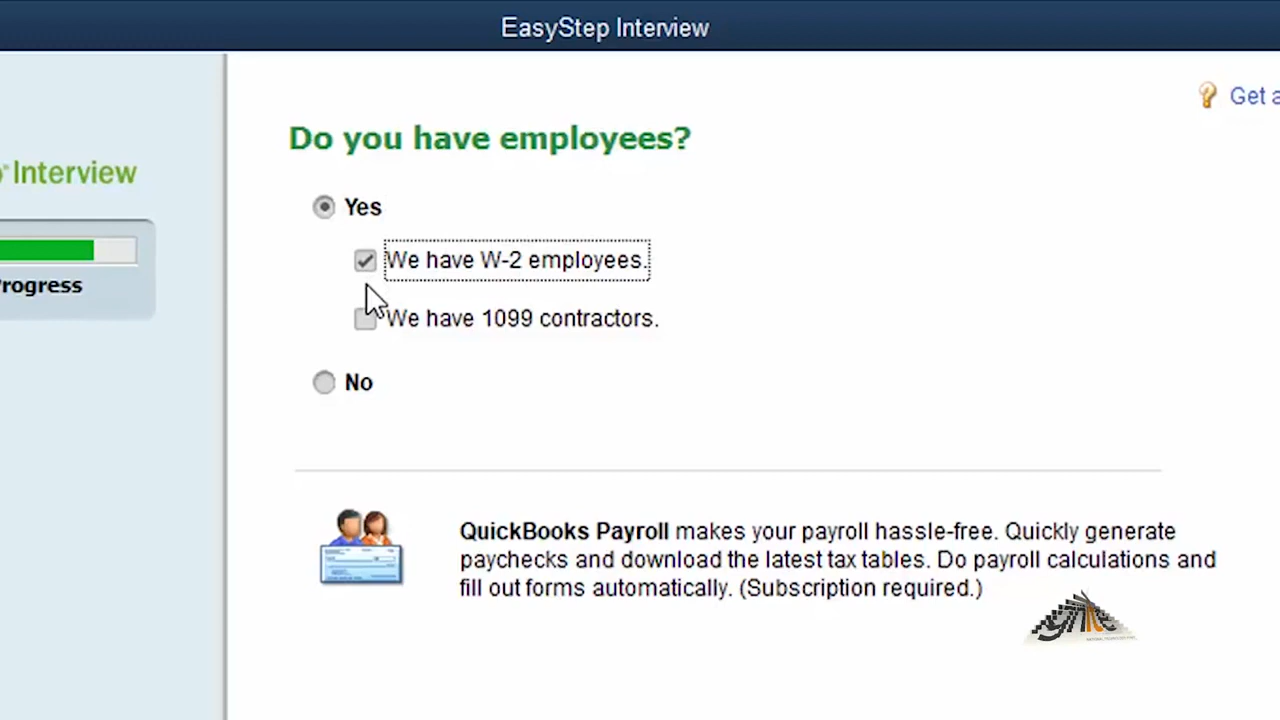 EasyStep Interview
Get a
Do you have employees?
Interview
Yes
We have W-2 employees.
Progress
We have 1099 contractors.
No
QuickBooks Payroll makes your payroll hassle-free. Quickly generate
paychecks and download the latest tax tables. Do payroll calculations and
fill out forms automatically. (Subscription required.)